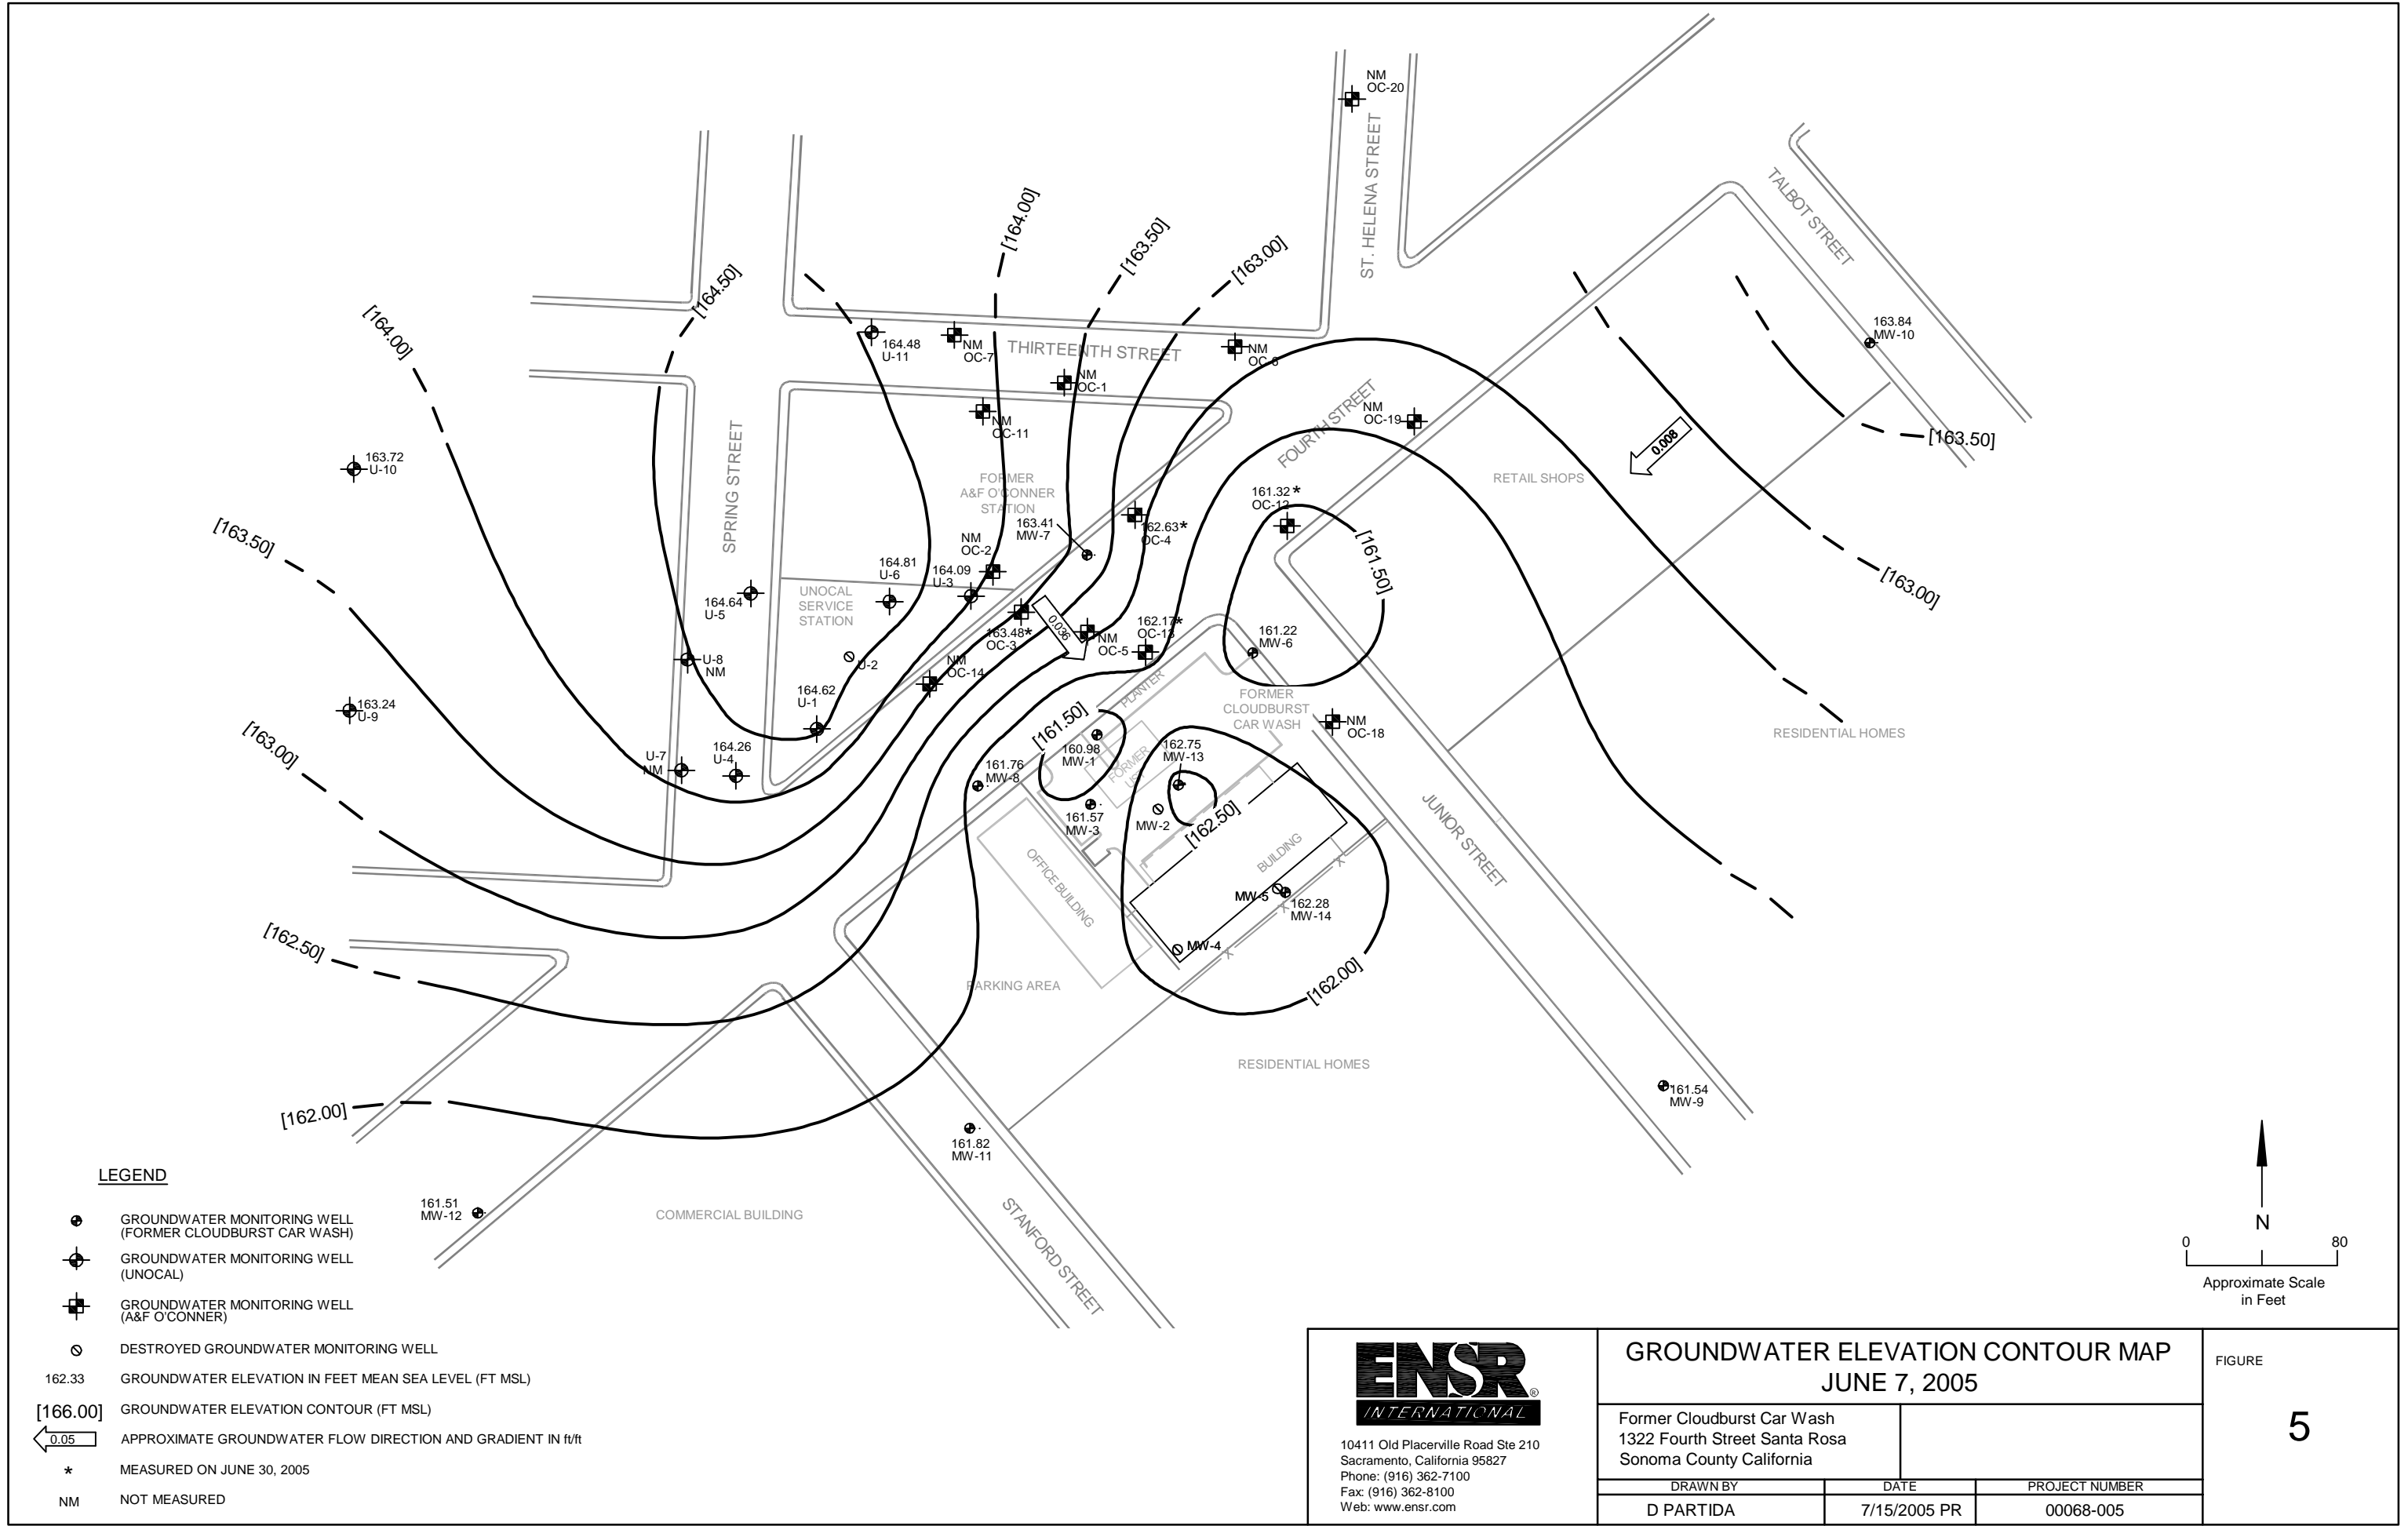 NM
OC-20
ST. HELENA STREET
TALBOT STREET
[164.00]
[163.50]
[163.00]
[164.50]
[164.00]
163.84
MW-10
164.48
U-11
NM
OC-7
THIRTEENTH STREET
NM
OC-6
NM
OC-1
NM
OC-11
NM
OC-19
FOURTH STREET
0.008
[163.50]
163.72
U-10
SPRING STREET
FORMER
A&F O'CONNER
STATION
RETAIL SHOPS
161.32*
OC-12
[163.50]
163.41
MW-7
162.63*
OC-4
NM
OC-2
[161.50]
164.81
U-6
164.09
U-3
[163.00]
164.64
U-5
UNOCAL
SERVICE
STATION
163.48*
OC-3
0.036
NM
OC-5
162.17*
OC-13
161.22
MW-6
U-8
NM
U-2
NM
OC-14
PLANTER
FORMER
CLOUDBURST
CAR WASH
164.62
U-1
163.24
U-9
[163.00]
[161.50]
NM
OC-18
RESIDENTIAL HOMES
U-7
NM
164.26
U-4
161.76
MW-8
160.98
MW-1
FORMER
UST
162.75
MW-13
161.57
MW-3
MW-2
[162.50]
BUILDING
JUNIOR STREET
OFFICE BUILDING
X
MW-5
162.28
MW-14
X
MW-4
X
[162.50]
[162.00]
PARKING AREA
RESIDENTIAL HOMES
161.54
MW-9
[162.00]
161.82
MW-11
161.51
MW-12
COMMERCIAL BUILDING
STANFORD STREET
LEGEND
GROUNDWATER MONITORING WELL
(FORMER CLOUDBURST CAR WASH)
GROUNDWATER MONITORING WELL
(UNOCAL)
GROUNDWATER MONITORING WELL
(A&F O'CONNER)
DESTROYED GROUNDWATER MONITORING WELL
162.33 GROUNDWATER ELEVATION IN FEET MEAN SEA LEVEL (FT MSL)
[166.00] GROUNDWATER ELEVATION CONTOUR (FT MSL)
0.05 APPROXIMATE GROUNDWATER FLOW DIRECTION AND GRADIENT IN ft/ft
* MEASURED ON JUNE 30, 2005
NM NOT MEASURED
N
0 80
Approximate Scale
in Feet
ENSR®
INTERNATIONAL
10411 Old Placerville Road Ste 210
Sacramento, California 95827
Phone: (916) 362-7100
Fax: (916) 362-8100
Web: www.ensr.com
GROUNDWATER ELEVATION CONTOUR MAP
JUNE 7, 2005
Former Cloudburst Car Wash
1322 Fourth Street Santa Rosa
Sonoma County California
DRAWN BY DATE PROJECT NUMBER
D PARTIDA 7/15/2005 PR 00068-005
FIGURE
5